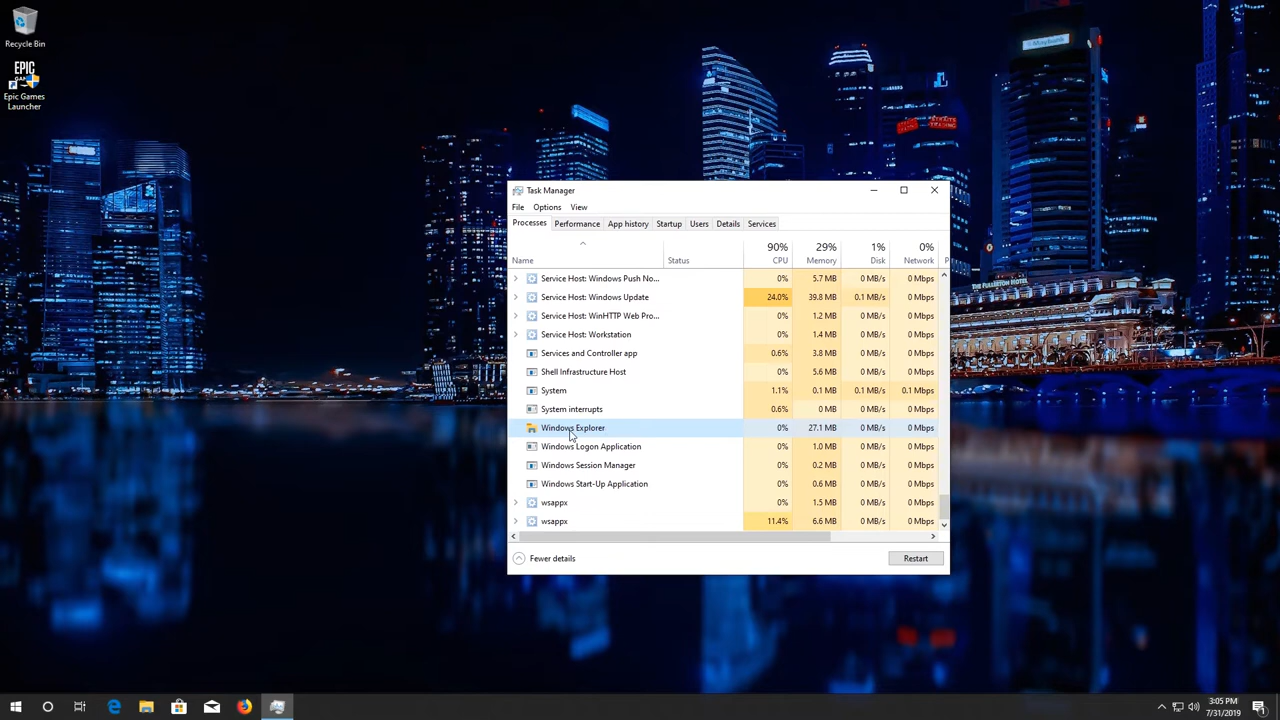 Recycle Bin
EPIC
GAMES
Epic Games
Launcher
Maybank
STRAITS
TRADING
Task Manager
File Options View
Processes Performance App history Startup Users Details Services
90% 29% 1% 0%
Name Status CPU Memory Disk Network P
Service Host: Windows Push No... 0% 5.7 MB 0 MB/s 0 Mbps
Service Host: Windows Update 24.0% 39.8 MB 0.1 MB/s 0 Mbps
Service Host: WinHTTP Web Pro... 0% 1.2 MB 0 MB/s 0 Mbps
Service Host: Workstation 0% 1.4 MB 0 MB/s 0 Mbps
Services and Controller app 0.6% 3.8 MB 0 MB/s 0 Mbps
Shell Infrastructure Host 0% 5.6 MB 0 MB/s 0 Mbps
System 1.1% 0.1 MB 0.1 MB/s 0.1 Mbps
System interrupts 0.6% 0 MB 0 MB/s 0 Mbps
Windows Explorer 0% 27.1 MB 0 MB/s 0 Mbps
Windows Logon Application 0% 1.0 MB 0 MB/s 0 Mbps
Windows Session Manager 0% 0.2 MB 0 MB/s 0 Mbps
Windows Start-Up Application 0% 0.6 MB 0 MB/s 0 Mbps
wsappx 0% 1.5 MB 0 MB/s 0 Mbps
wsappx 11.4% 6.6 MB 0 MB/s 0 Mbps
Fewer details Restart
3:05 PM
7/31/2019
1